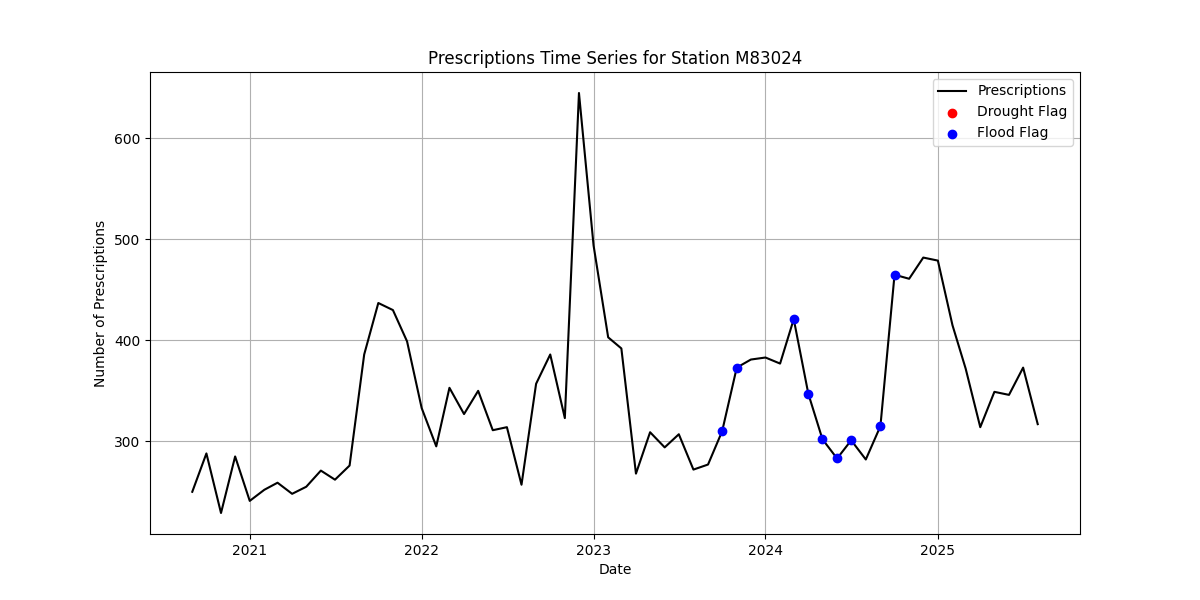 Prescriptions Time Series for Station M83024
Prescriptions
Drought Flag
Flood Flag
600
500
400
300
Number of Prescriptions
2021
2022
2023
2024
2025
Date